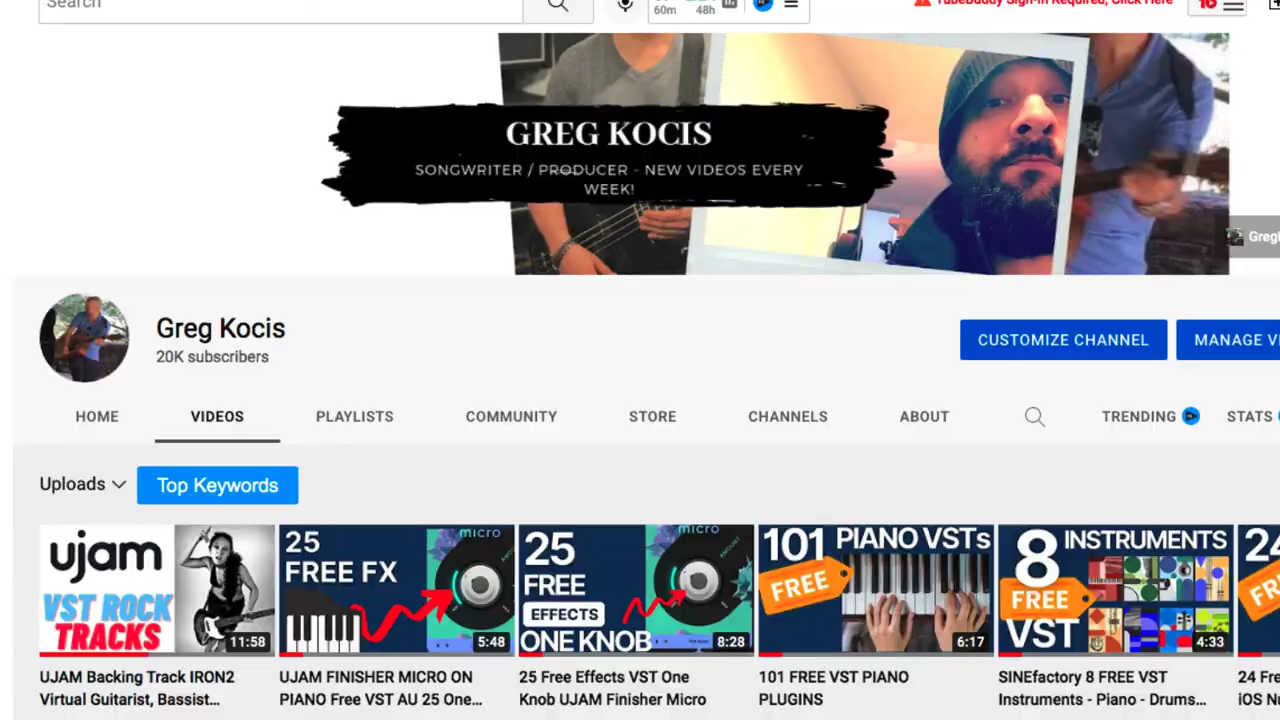 Search
60m
48h
TubeBuddy Sign-In Required, Click Here
GREG KOCIS
SONGWRITER / PRODUCER - NEW VIDEOS EVERY
WEEK!
Greg Kocis
20K subscribers
CUSTOMIZE CHANNEL
MANAGE
HOME
VIDEOS
PLAYLISTS
COMMUNITY
STORE
CHANNELS
ABOUT
TRENDING
STATS
Uploads
Top Keywords
ujam
VST ROCK
TRACKS
11:58
25
FREE FX
micro
5:48
25
FREE
EFFECTS
ONE KNOB
micro
AMOUNT
8:28
101 PIANO VSTs
FREE
6:17
8 INSTRUMENTS
FREE
VST
4:33
UJAM Backing Track IRON2
Virtual Guitarist, Bassist...
UJAM FINISHER MICRO ON
PIANO Free VST AU 25 One...
25 Free Effects VST One
Knob UJAM Finisher Micro
101 FREE VST PIANO
PLUGINS
SINEfactory 8 FREE VST
Instruments - Piano - Drums...
24
iOS